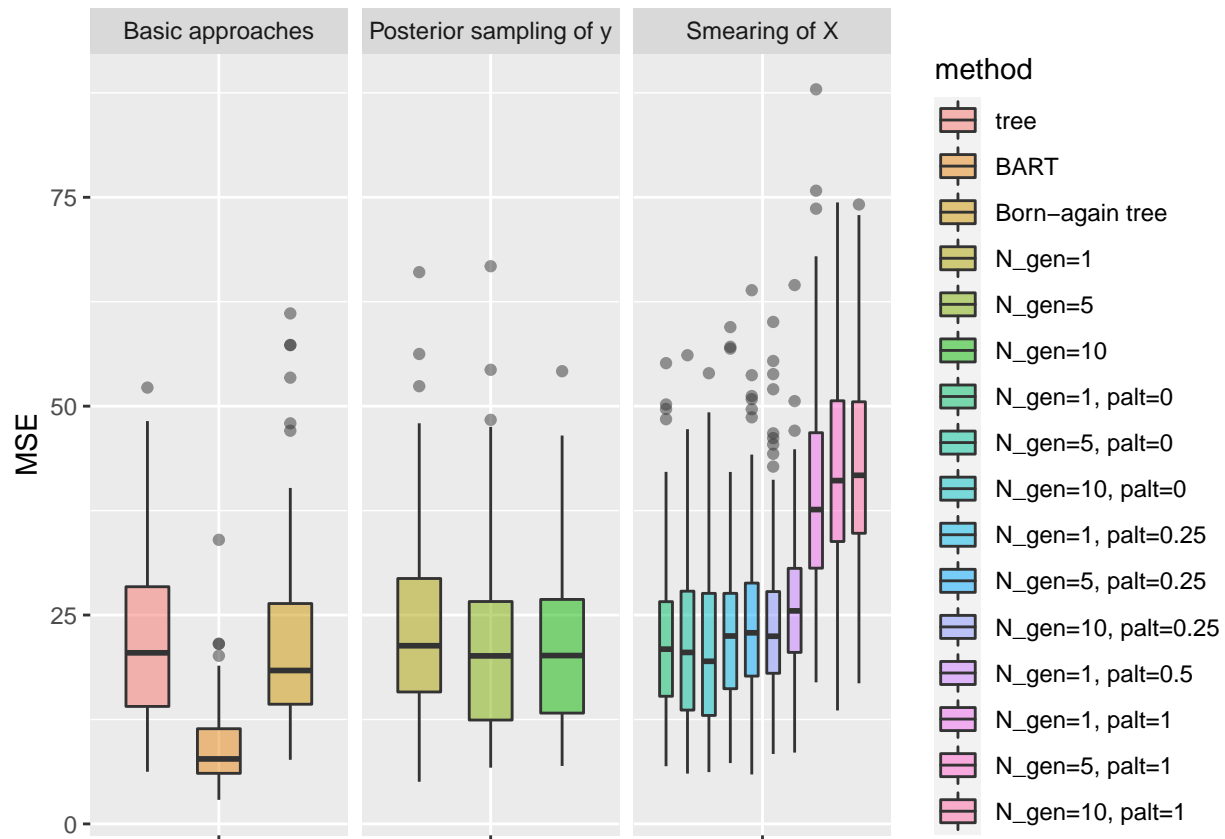 Basic approaches
Posterior sampling of y
Smearing of X
MSE
75
50
25
0
method
tree
BART
Born−again tree
N_gen=1
N_gen=5
N_gen=10
N_gen=1, palt=0
N_gen=5, palt=0
N_gen=10, palt=0
N_gen=1, palt=0.25
N_gen=5, palt=0.25
N_gen=10, palt=0.25
N_gen=1, palt=0.5
N_gen=1, palt=1
N_gen=5, palt=1
N_gen=10, palt=1